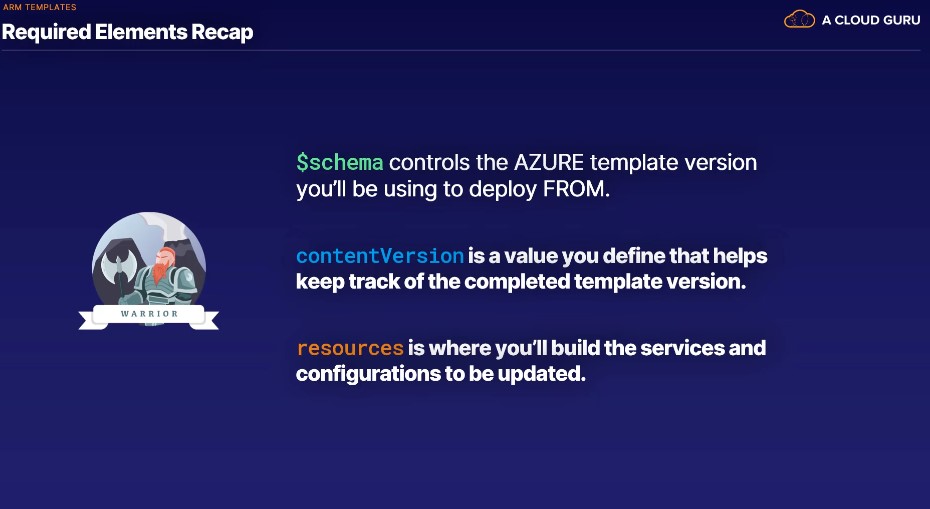 ARM TEMPLATES
Required Elements Recap
A CLOUD GURU
$schema controls the AZURE template version
you'll be using to deploy FROM.
contentVersion is a value you define that helps
keep track of the completed template version.
WARRIOR
resources is where you'll build the services and
configurations to be updated.